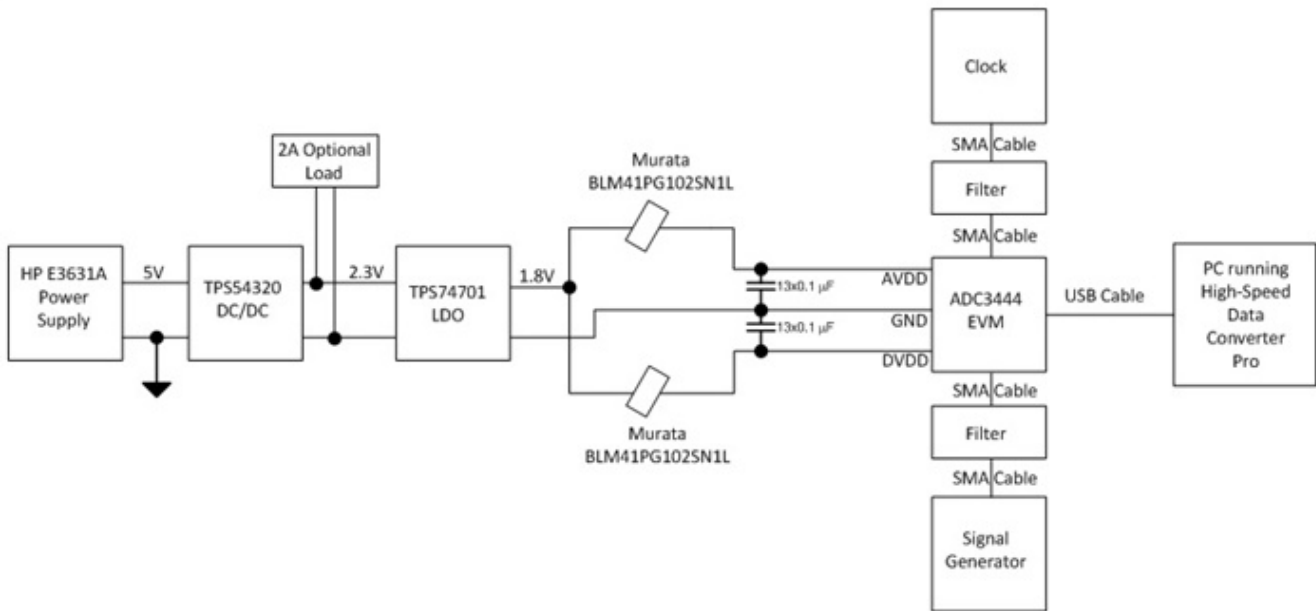 Clock
SMA Cable
Filter
SMA Cable
2A Optional
Load
Murata
BLM41PG102SN1L
HP E3631A
Power
Supply
5V
TPS54320
DC/DC
2.3V
TPS74701
LDO
1.8V
13x0.1 µF
13x0.1 µF
AVDD
GND
DVDD
ADC3444
EVM
USB Cable
PC running
High-Speed
Data
Converter
Pro
Murata
BLM41PG102SN1L
SMA Cable
Filter
SMA Cable
Signal
Generator